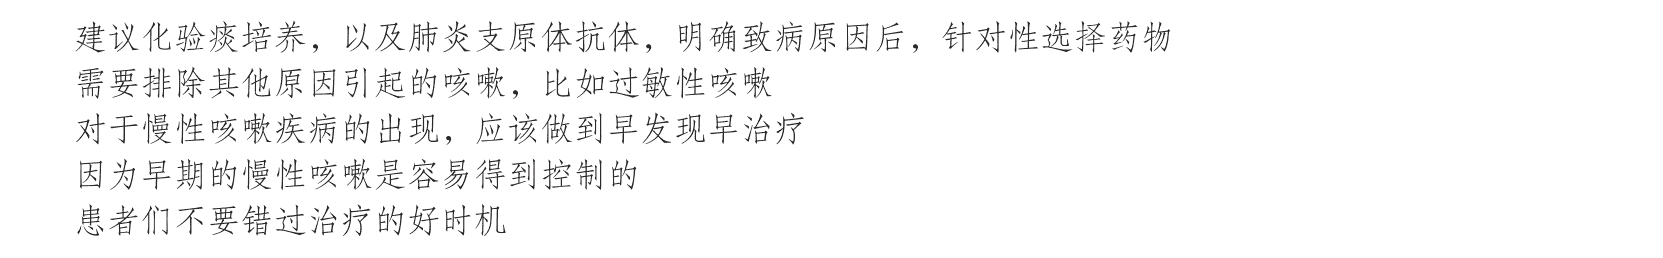 建议化验痰培养，以及肺炎支原体抗体，明确致病原因后，针对性选择药物
需要排除其他原因引起的咳嗽，比如过敏性咳嗽
对于慢性咳嗽疾病的出现，应该做到早发现早治疗
因为早期的慢性咳嗽是容易得到控制的
患者们不要错过治疗的好时机